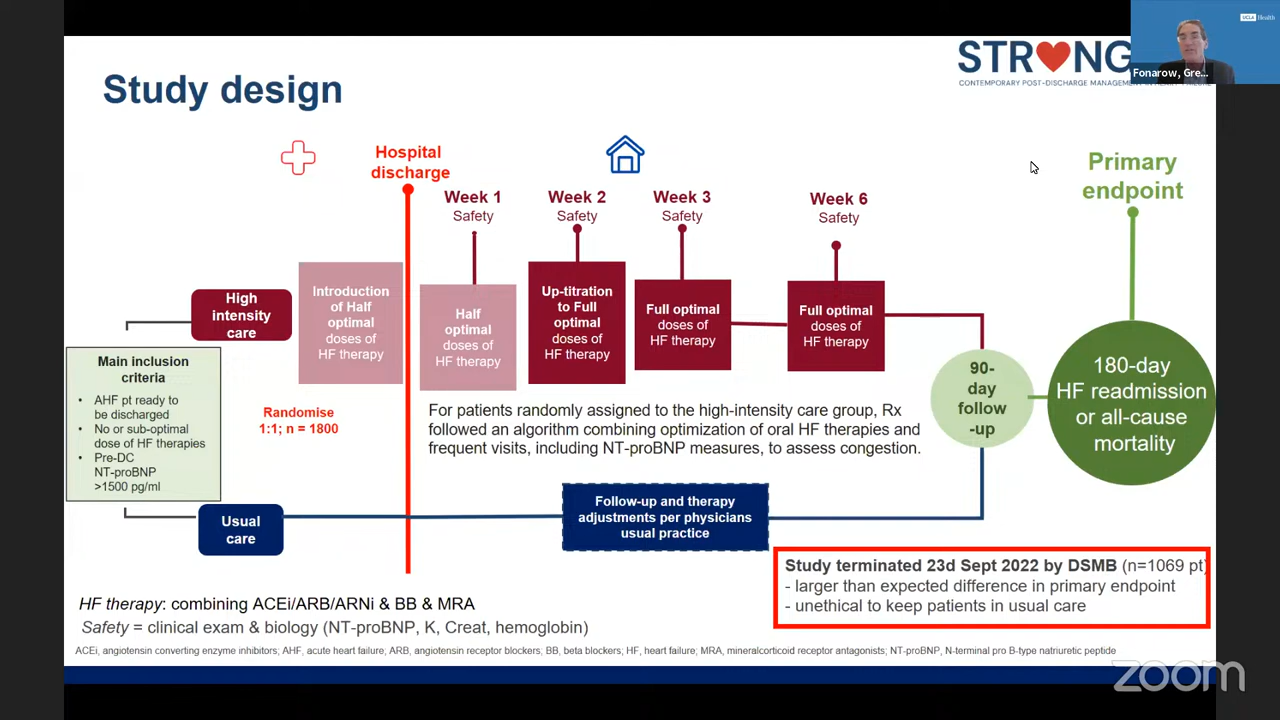 Study design
STRONG
CONTEMPORARY POST-DISCHARGE MANAGEMENT
UCLA Health
Fonarow, Gre...
Hospital
discharge
Week 1
Safety
Week 2
Safety
Week 3
Safety
Week 6
Safety
Primary
endpoint
High
intensity
care
Introduction
of Half
optimal
doses of
HF therapy
Half
optimal
doses of
HF therapy
Up-titration
to Full
optimal
doses of
HF therapy
Full optimal
doses of
HF therapy
Full optimal
doses of
HF therapy
Main inclusion
criteria
• AHF pt ready to
be discharged
• No or sub-optimal
dose of HF therapies
• Pre-DC
NT-proBNP
>1500 pg/ml
Randomise
1:1; n = 1800
For patients randomly assigned to the high-intensity care group, Rx
followed an algorithm combining optimization of oral HF therapies and
frequent visits, including NT-proBNP measures, to assess congestion.
90-
day
follow
-up
180-day
HF readmission
or all-cause
mortality
Usual
care
Follow-up and therapy
adjustments per physicians
usual practice
Study terminated 23d Sept 2022 by DSMB (n=1069 pt)
- larger than expected difference in primary endpoint
- unethical to keep patients in usual care
HF therapy: combining ACEi/ARB/ARNi & BB & MRA
Safety = clinical exam & biology (NT-proBNP, K, Creat, hemoglobin)
ACEi, angiotensin converting enzyme inhibitors; AHF, acute heart failure; ARB, angiotensin receptor blockers; BB, beta blockers; HF, heart failure; MRA, mineralcorticoid receptor antagonists; NT-proBNP, N-terminal pro B-type natriuretic peptide
zoom